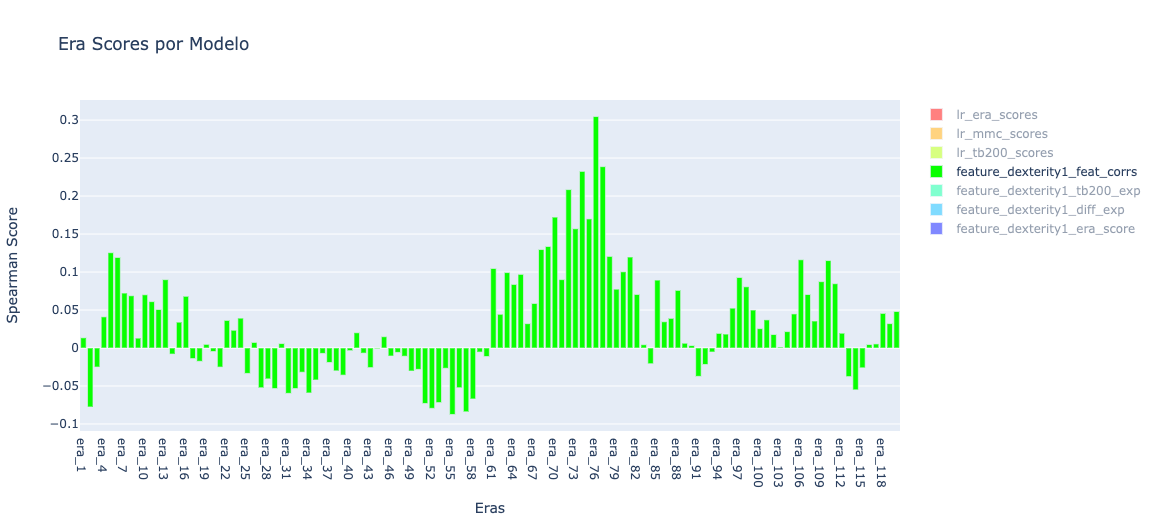 Era Scores por Modelo
Spearman Score
0.3
0.25
0.2
0.15
0.1
0.05
0
−0.05
−0.1
era_1
era_4
era_7
era_10
era_13
era_16
era_19
era_22
era_25
era_28
era_31
era_34
era_37
era_40
era_43
era_46
era_49
era_52
era_55
era_58
era_61
era_64
era_67
era_70
era_73
era_76
era_79
era_82
era_85
era_88
era_91
era_94
era_97
era_100
era_103
era_106
era_109
era_112
era_115
era_118
Eras
lr_era_scores
lr_mmc_scores
lr_tb200_scores
feature_dexterity1_feat_corrs
feature_dexterity1_tb200_exp
feature_dexterity1_diff_exp
feature_dexterity1_era_score